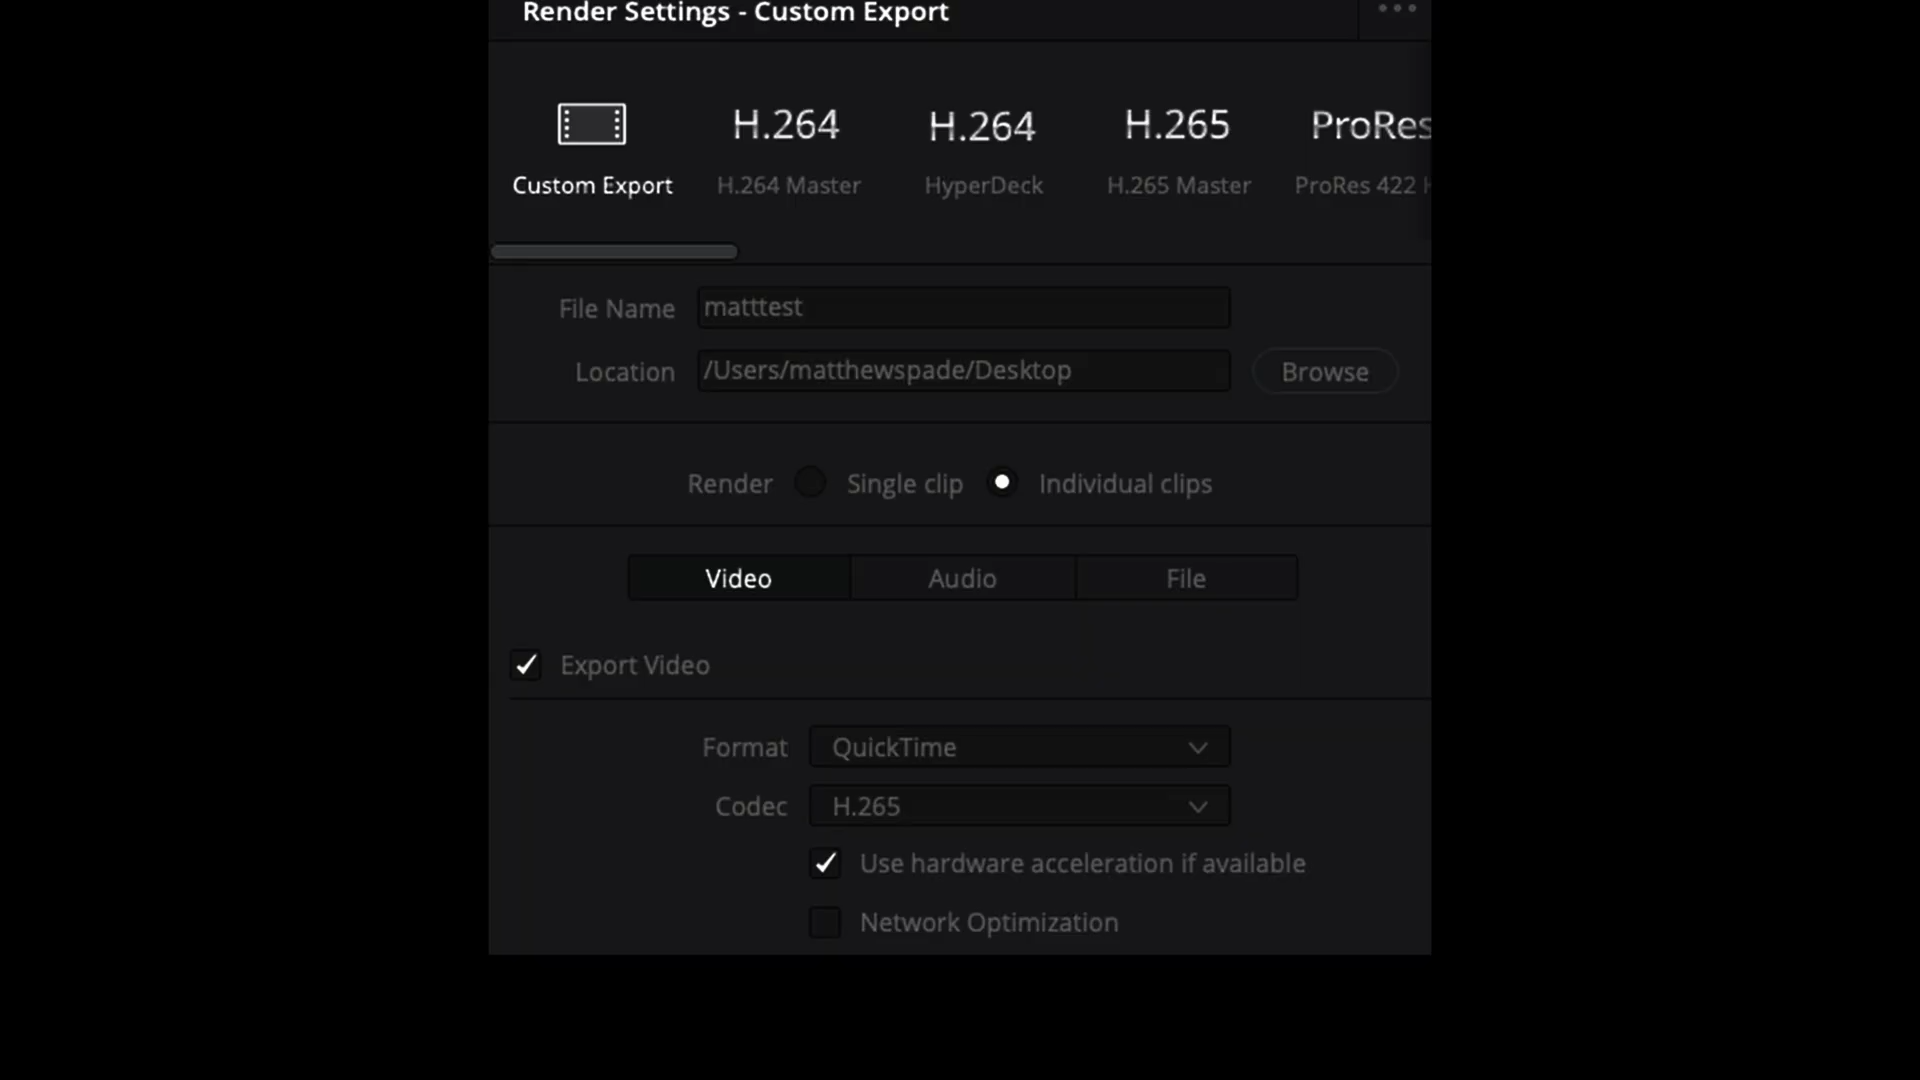 Render Settings - Custom Export
H.264 H.264 H.265 ProRes
Custom Export H.264 Master HyperDeck H.265 Master ProRes 422
File Name matttest
Location /Users/matthewspade/Desktop Browse
Render Single clip Individual clips
Video Audio File
Export Video
Format QuickTime
Codec H.265
Use hardware acceleration if available
Network Optimization